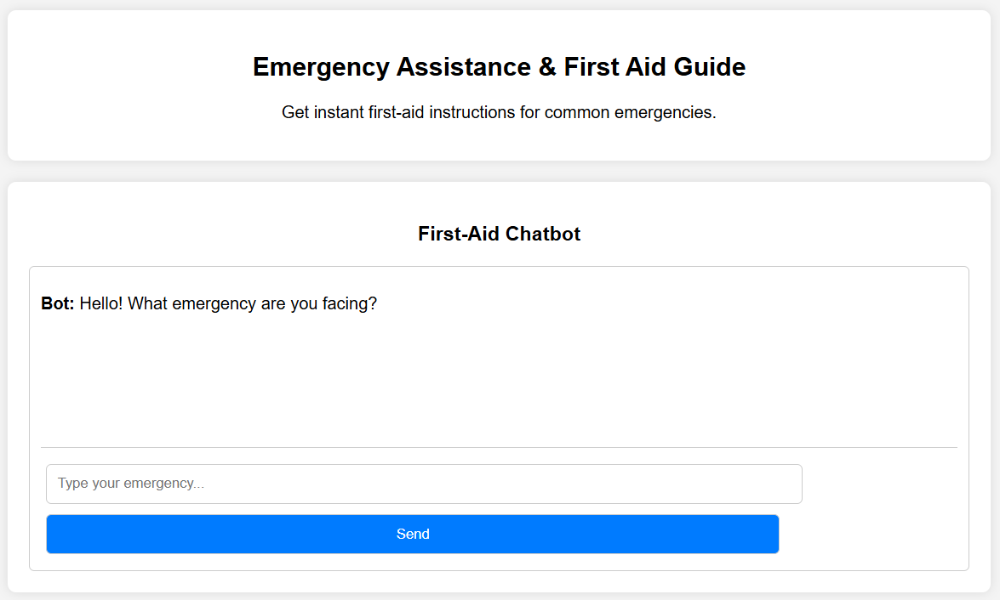 Emergency Assistance & First Aid Guide
Get instant first-aid instructions for common emergencies.
First-Aid Chatbot
Bot: Hello! What emergency are you facing?
Type your emergency...
Send